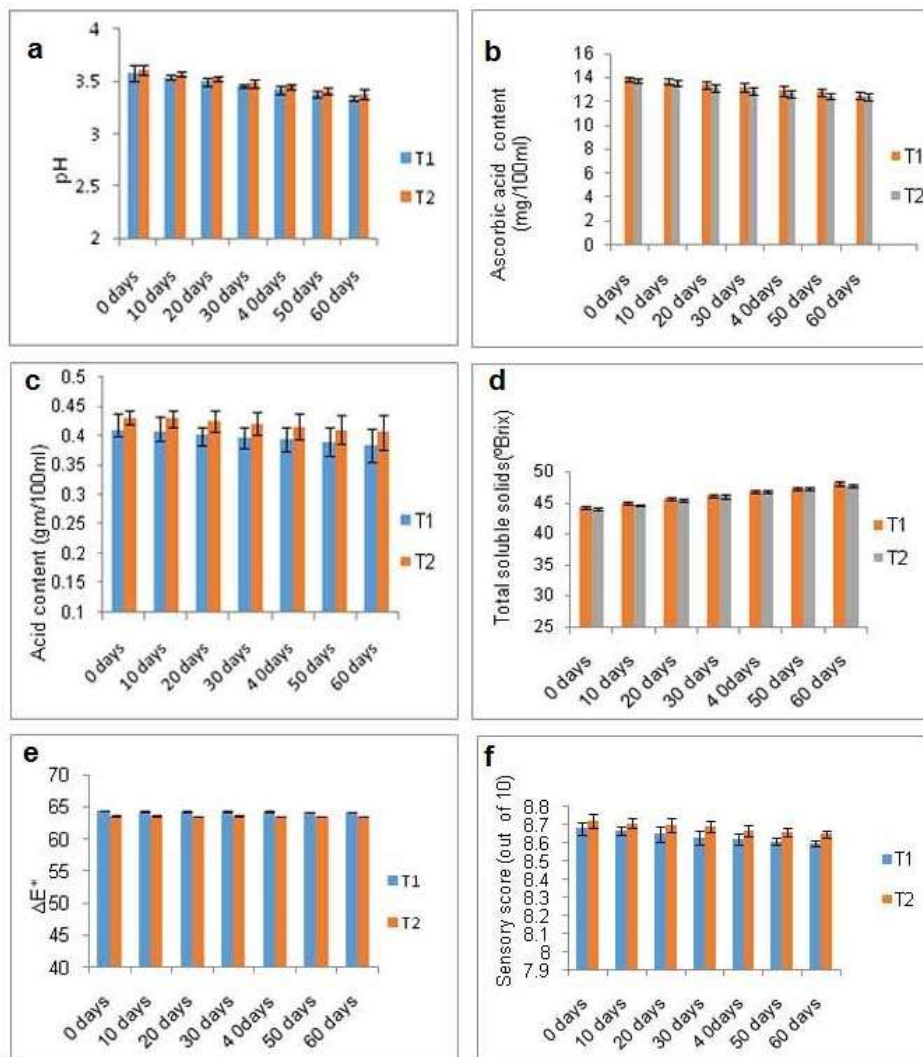 a
4
3.5
3
2.5
2
pH
0 days
10 days
20 days
30 days
4 0days
50 days
60 days
T1
T2
b
16
14
12
10
8
6
4
2
0
Ascorbic acid content
(mg/100ml)
0 days
10 days
20 days
30 days
4 0days
50 days
60 days
T1
T2
c
0.5
0.45
0.4
0.35
0.3
0.25
0.2
0.15
0.1
Acid content (gm/100ml)
0 days
10 days
20 days
30 days
4 0days
50 days
60 days
T1
T2
d
50
45
40
35
30
25
Total soluble solids(ºBrix)
0 days
10 days
20 days
30 days
4 0days
50 days
60 days
T1
T2
e
70
65
60
55
50
45
40
ΔE*
0 days
10 days
20 days
30 days
4 0days
50 days
60 days
T1
T2
f
8.8
8.7
8.6
8.5
8.4
8.3
8.2
8.1
8
7.9
Sensory score (out of 10)
0 days
10 days
20 days
30 days
4 0days
50 days
60 days
T1
T2